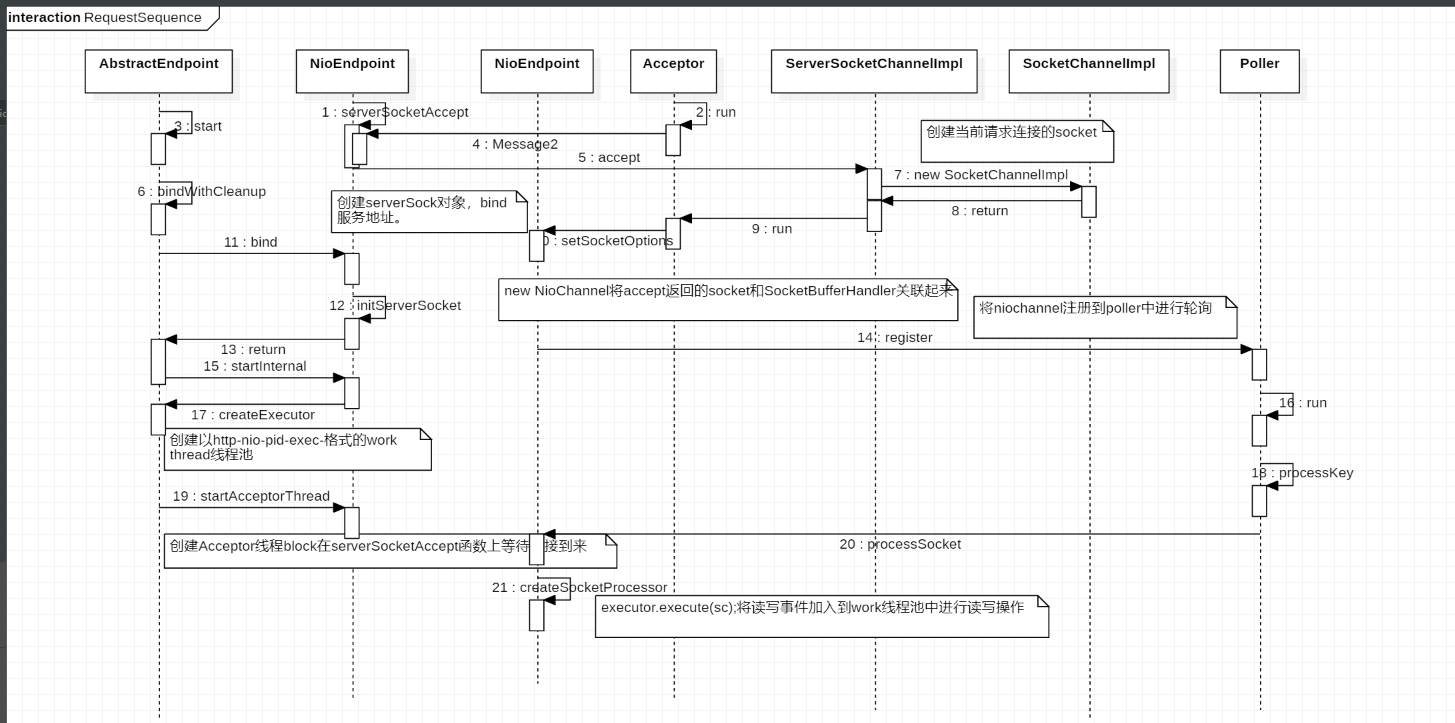 interaction RequestSequence
AbstractEndpoint
NioEndpoint
NioEndpoint
Acceptor
ServerSocketChannelImpl
SocketChannelImpl
Poller
1 : serverSocketAccept
2 : run
3 : start
创建当前请求连接的socket
4 : Message2
5 : accept
7 : new SocketChannelImpl
6 : bindWithCleanup
创建serverSock对象，bind
服务地址。
8 : return
9 : run
0 : setSocketOptions
11 : bind
new NioChannel将accept返回的socket和SocketBufferHandler关联起来
12 : initServerSocket
将niochannel注册到poller中进行轮询
14 : register
13 : return
15 : startInternal
16 : run
17 : createExecutor
创建以http-nio-pid-exec-格式的work
thread线程池
18 : processKey
19 : startAcceptorThread
创建Acceptor线程block在serverSocketAccept函数上等待 接到来
20 : processSocket
21 : createSocketProcessor
executor.execute(sc);将读写事件加入到work线程池中进行读写操作